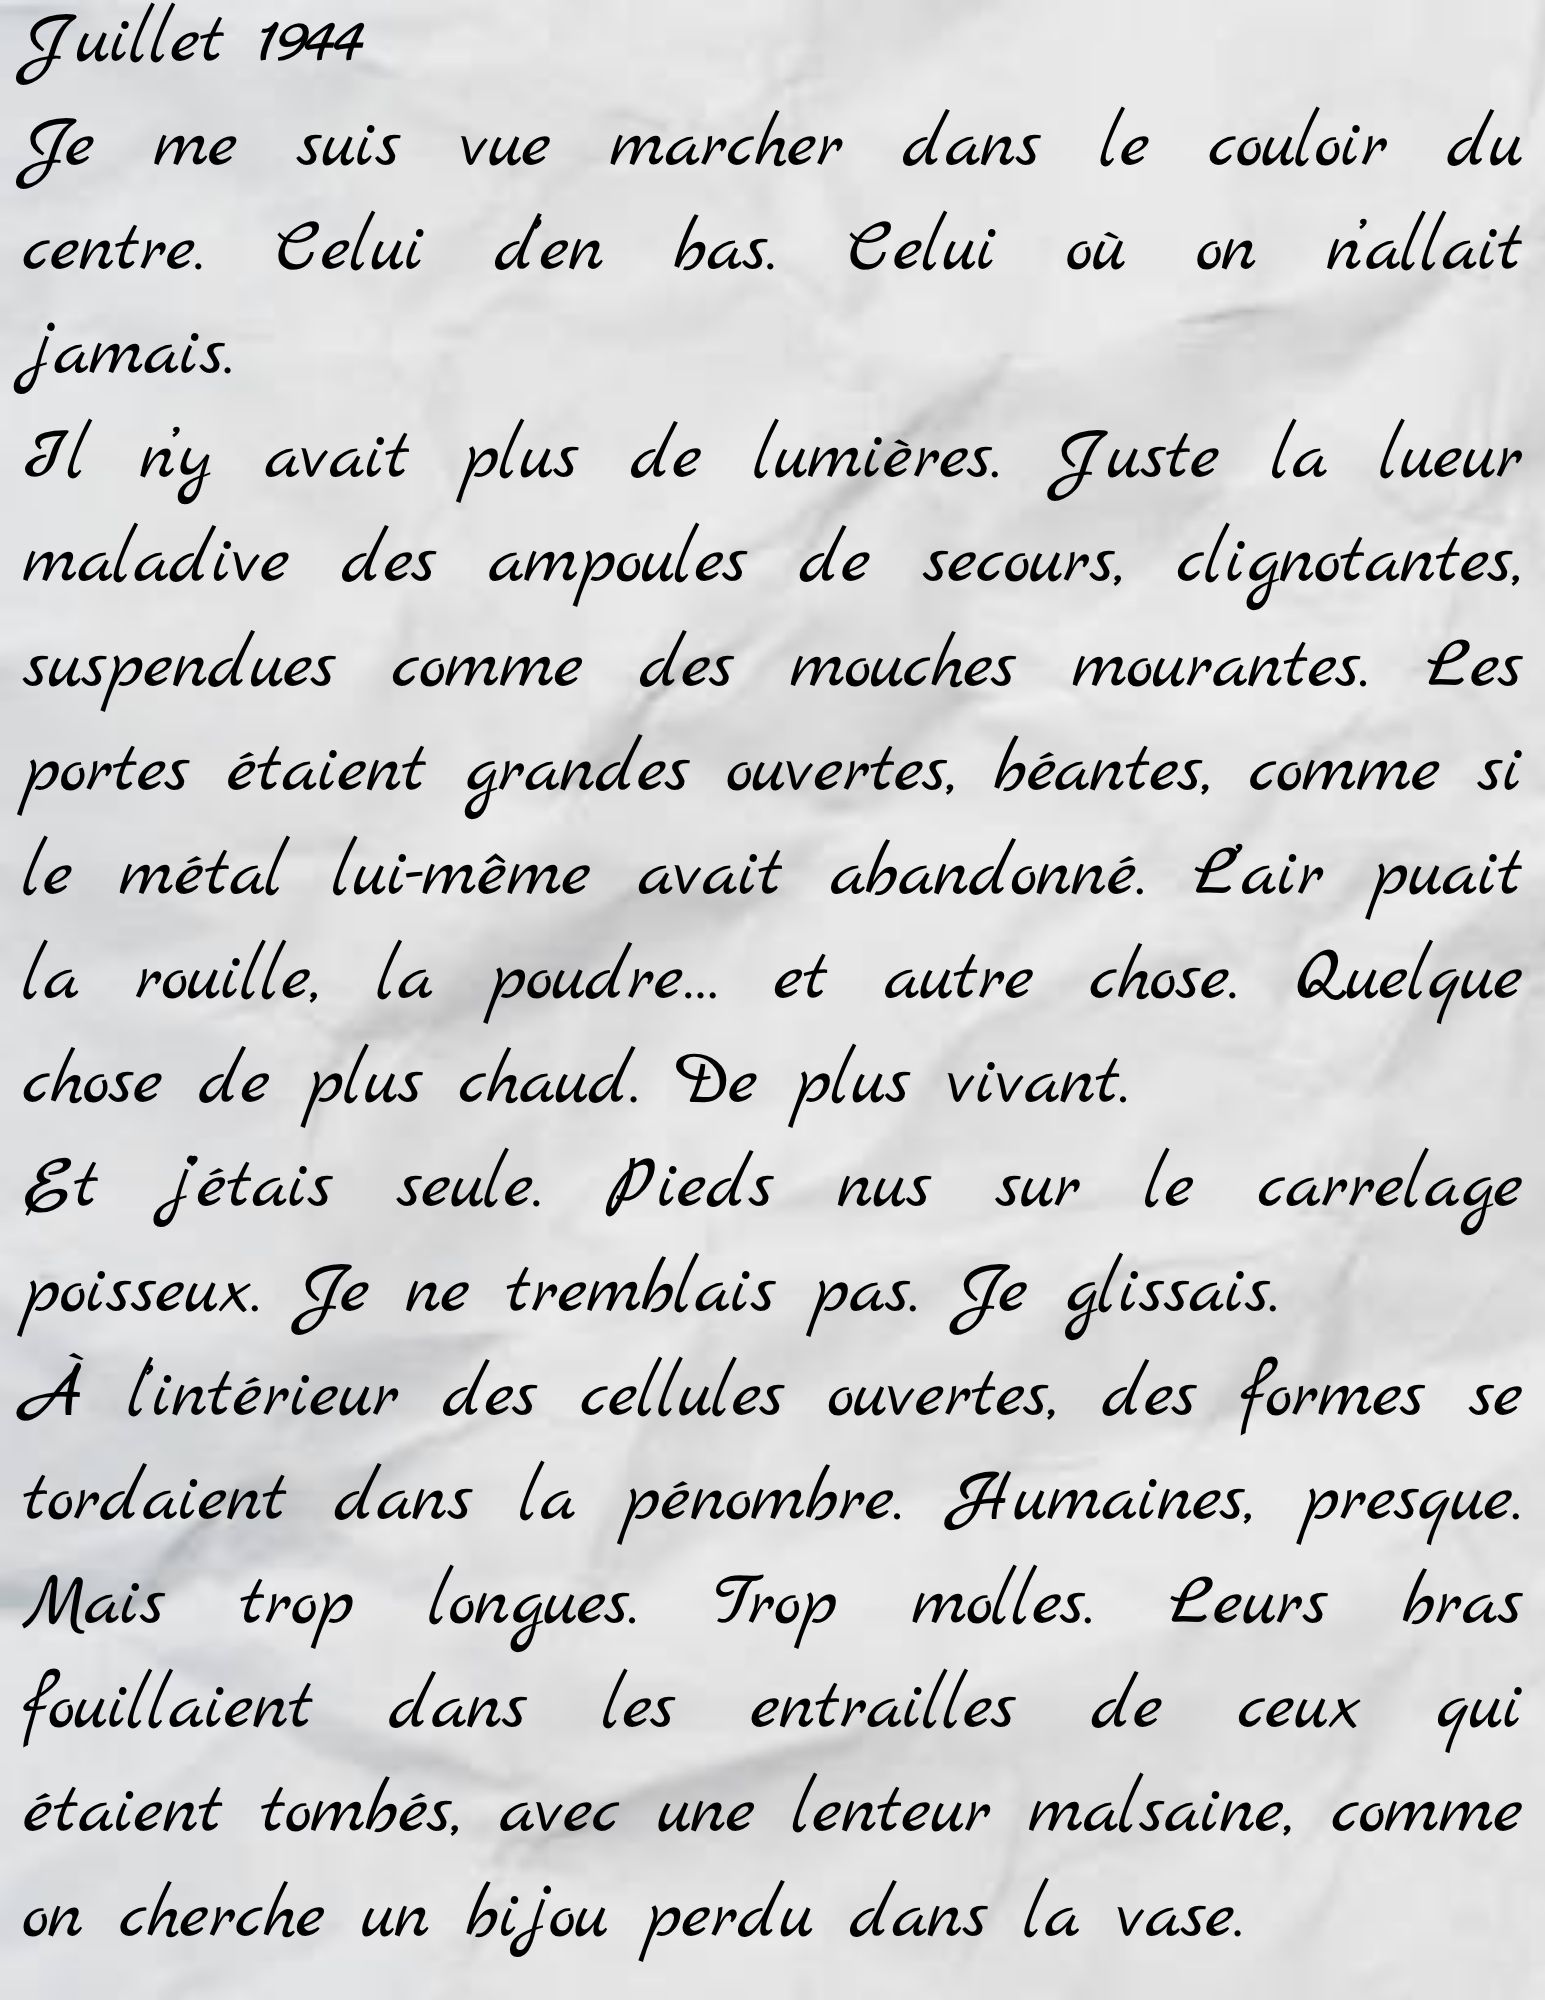 Juillet 1944
Je me suis vue marcher dans le couloir du
centre. Celui d'en bas. Celui où on n'allait
jamais.
Il n'y avait plus de lumières. Juste la lueur
maladive des ampoules de secours, clignotantes,
suspendues comme des mouches mourantes. Les
portes étaient grandes ouvertes, béantes, comme si
le métal lui-même avait abandonné. L'air puait
la rouille, la poudre... et autre chose. Quelque
chose de plus chaud. De plus vivant.
Et j'étais seule. Pieds nus sur le carrelage
poisseux. Je ne tremblais pas. Je glissais.
À l'intérieur des cellules ouvertes, des formes se
tordaient dans la pénombre. Humaines, presque.
Mais trop longues. Trop molles. Leurs bras
fouillaient dans les entrailles de ceux qui
étaient tombés, avec une lenteur malsaine, comme
on cherche un bijou perdu dans la vase.